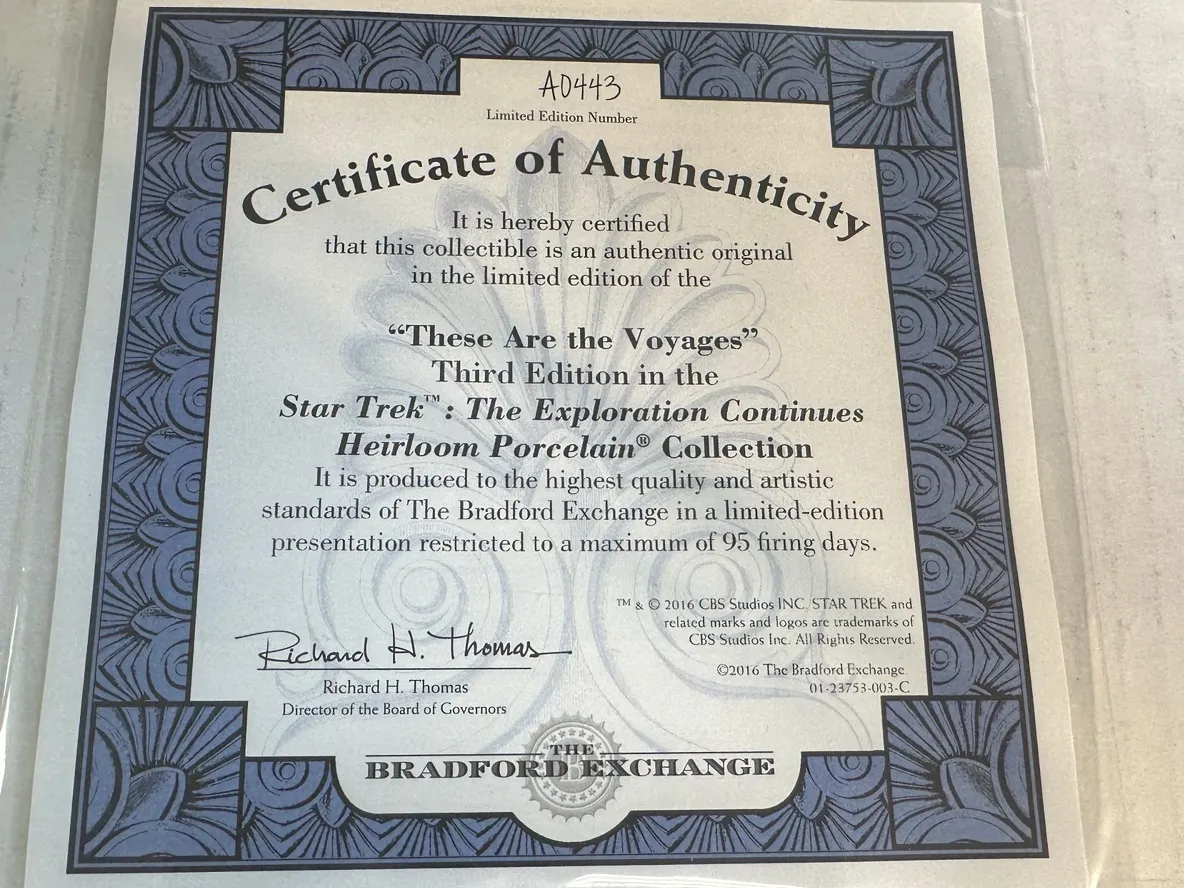 A0443
Limited Edition Number
Certificate of Authenticity
It is hereby certified
that this collectible is an authentic original
in the limited edition of the
“These Are the Voyages”
Third Edition in the
Star Trek™: The Exploration Continues
Heirloom Porcelain® Collection
It is produced to the highest quality and artistic
standards of The Bradford Exchange in a limited-edition
presentation restricted to a maximum of 95 firing days.
™ & © 2016 CBS Studios INC. STAR TREK and
related marks and logos are trademarks of
CBS Studios Inc. All Rights Reserved.
©2016 The Bradford Exchange
01-23753-003-C
Richard H. Thomas
Richard H. Thomas
Director of the Board of Governors
THE
BRADFORD EXCHANGE